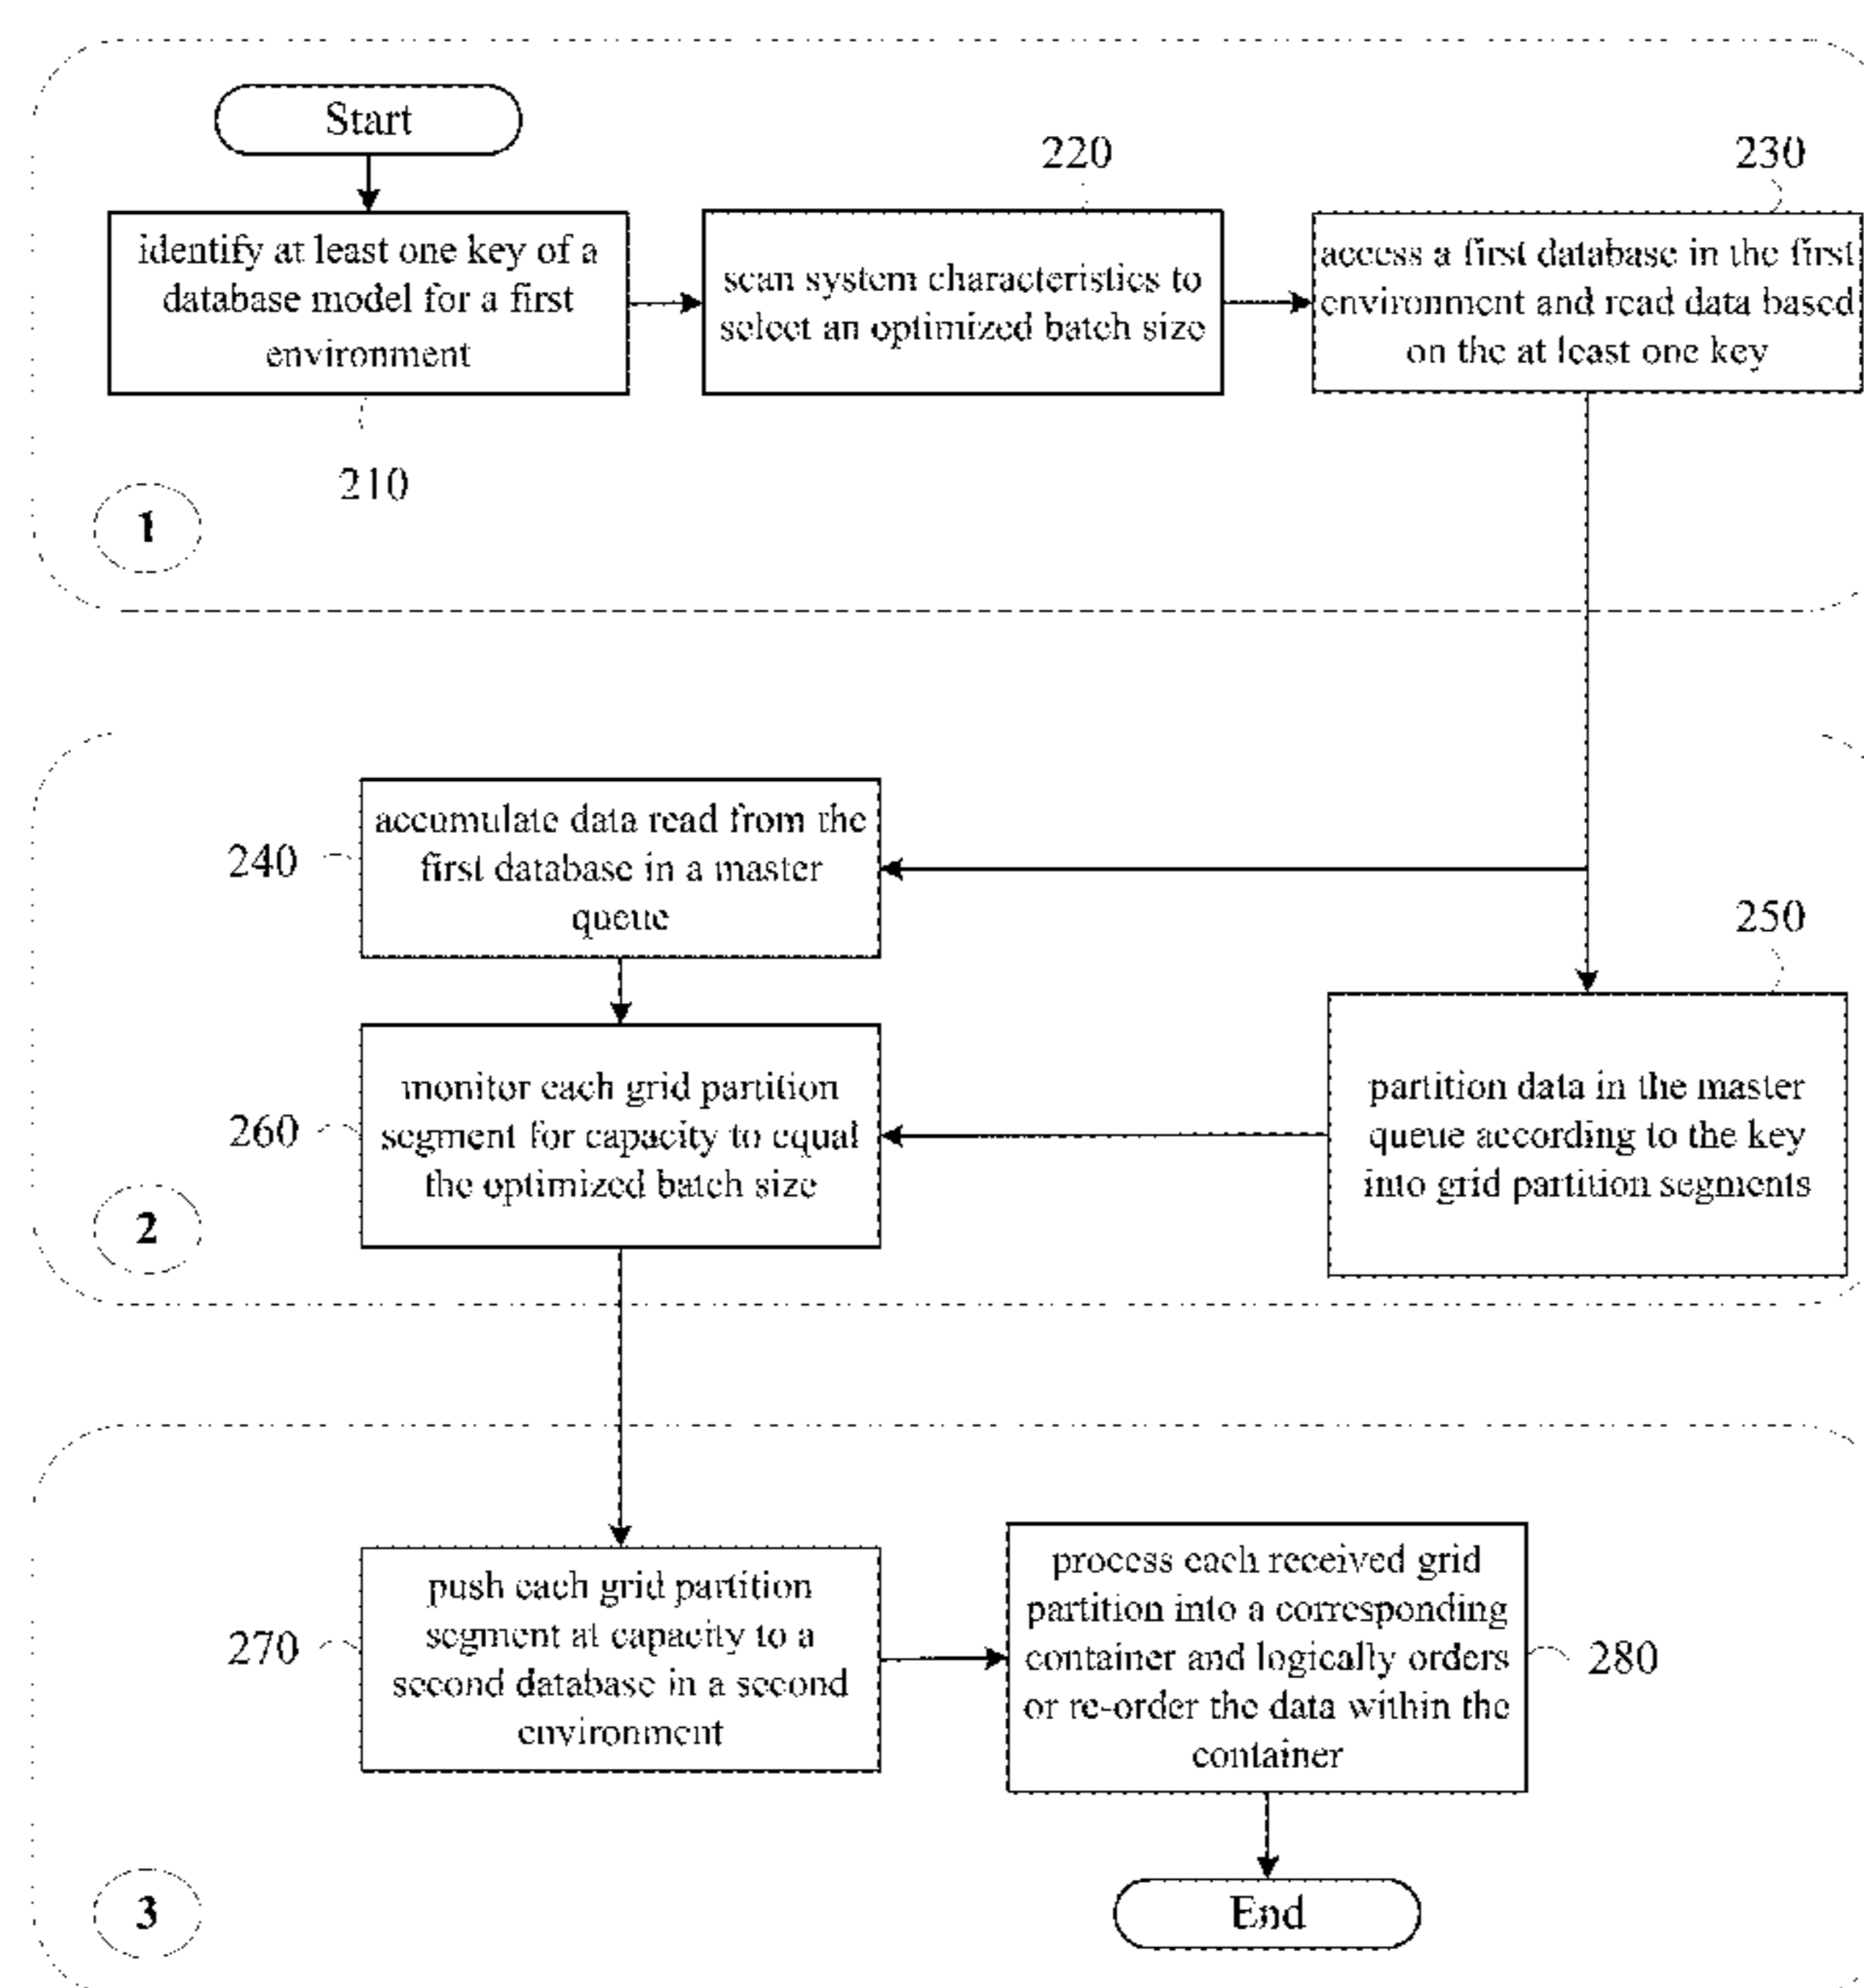 Start
220
230
identify at least one key of a
database model for a first
environment
scan system characteristics to
select an optimized batch size
access a first database in the first
environment and read data based
on the at least one key
210
1
accumulate data read from the
first database in a master
queue
240
250
monitor each grid partition
segment for capacity to equal
the optimized batch size
260
partition data in the master
queue according to the key
into grid partition segments
2
push each grid partition
segment at capacity to a
second database in a second
environment
270
process each received grid
partition into a corresponding
container and logically orders
or re-order the data within the
container
280
3
End